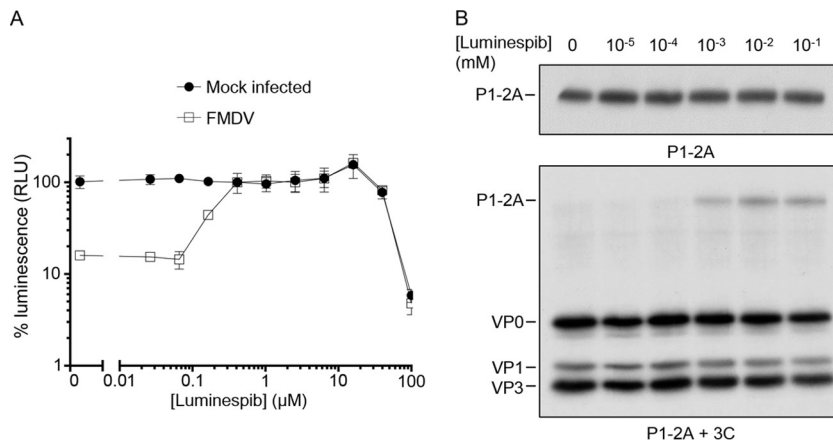 A
Mock infected
FMDV
% luminescence (RLU)
100
10
1
0 0.01 0.1 1 10 100
[Luminespib] (µM)
B
[Luminespib] 0 10-5 10-4 10-3 10-2 10-1
(mM)
P1-2A
P1-2A
P1-2A
VP0
VP1
VP3
P1-2A + 3C